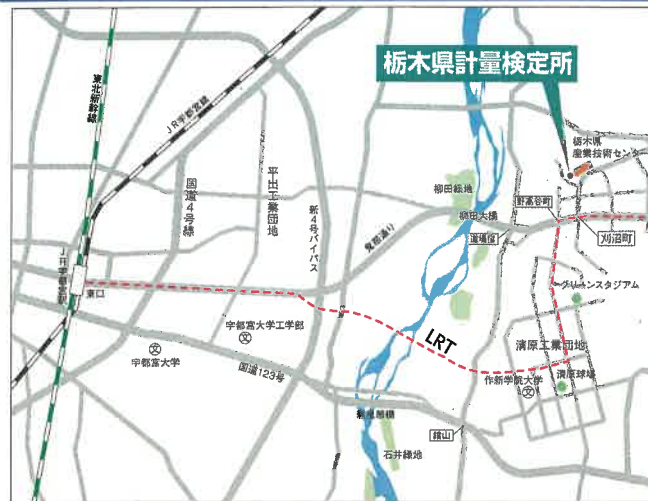 栃木県計量検定所
東北新幹線
JR宇都宮線
国道4号線
平出工業団地
新4号バイパス
鬼怒通り
柳田緑地
柳田大橋
道場宿
野高谷町
刈沼町
栃木県
産業技術センター
グリーンスタジアム
清原工業団地
清原球場
作新学院大学
LRT
JR宇都宮駅
東口
宇都宮大学工学部
宇都宮大学
国道123号
新鬼怒橋
石井緑地
鐺山